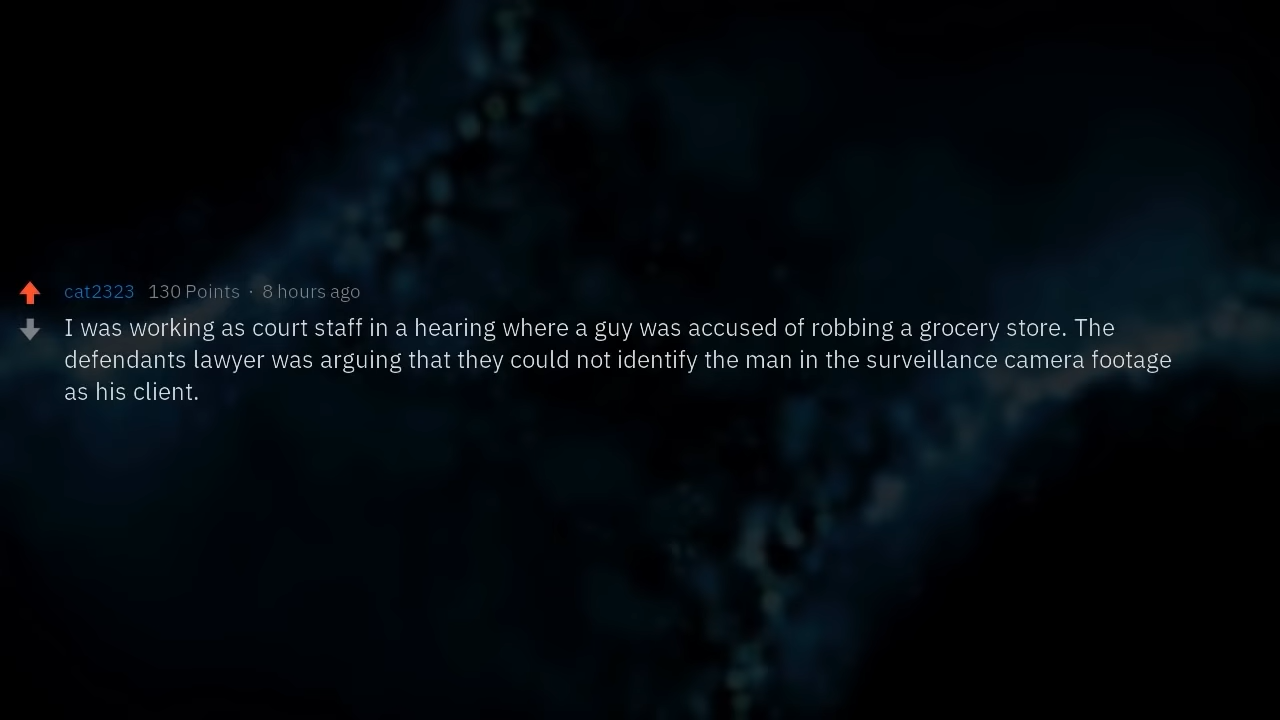 cat2323 130 Points · 8 hours ago
I was working as court staff in a hearing where a guy was accused of robbing a grocery store. The
defendants lawyer was arguing that they could not identify the man in the surveillance camera footage
as his client.